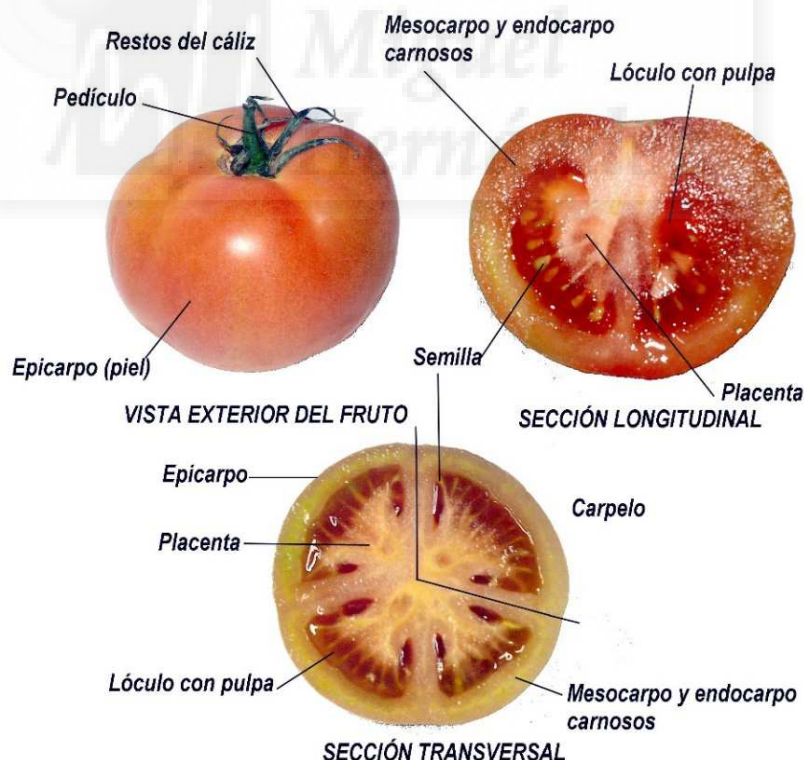 Restos del cáliz
Pedículo
Epicarpo (piel)
VISTA EXTERIOR DEL FRUTO
Mesocarpo y endocarpo
carnosos
Lóculo con pulpa
Semilla
Placenta
SECCIÓN LONGITUDINAL
Epicarpo
Placenta
Carpelo
Lóculo con pulpa
Mesocarpo y endocarpo
carnosos
SECCIÓN TRANSVERSAL
Miguel